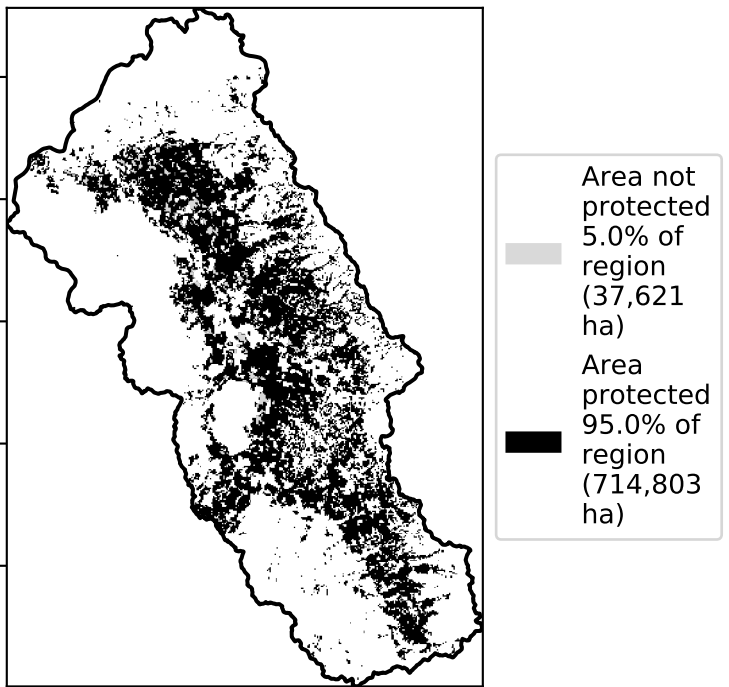 Area not
protected
5.0% of
region
(37,621
ha)
Area
protected
95.0% of
region
(714,803
ha)